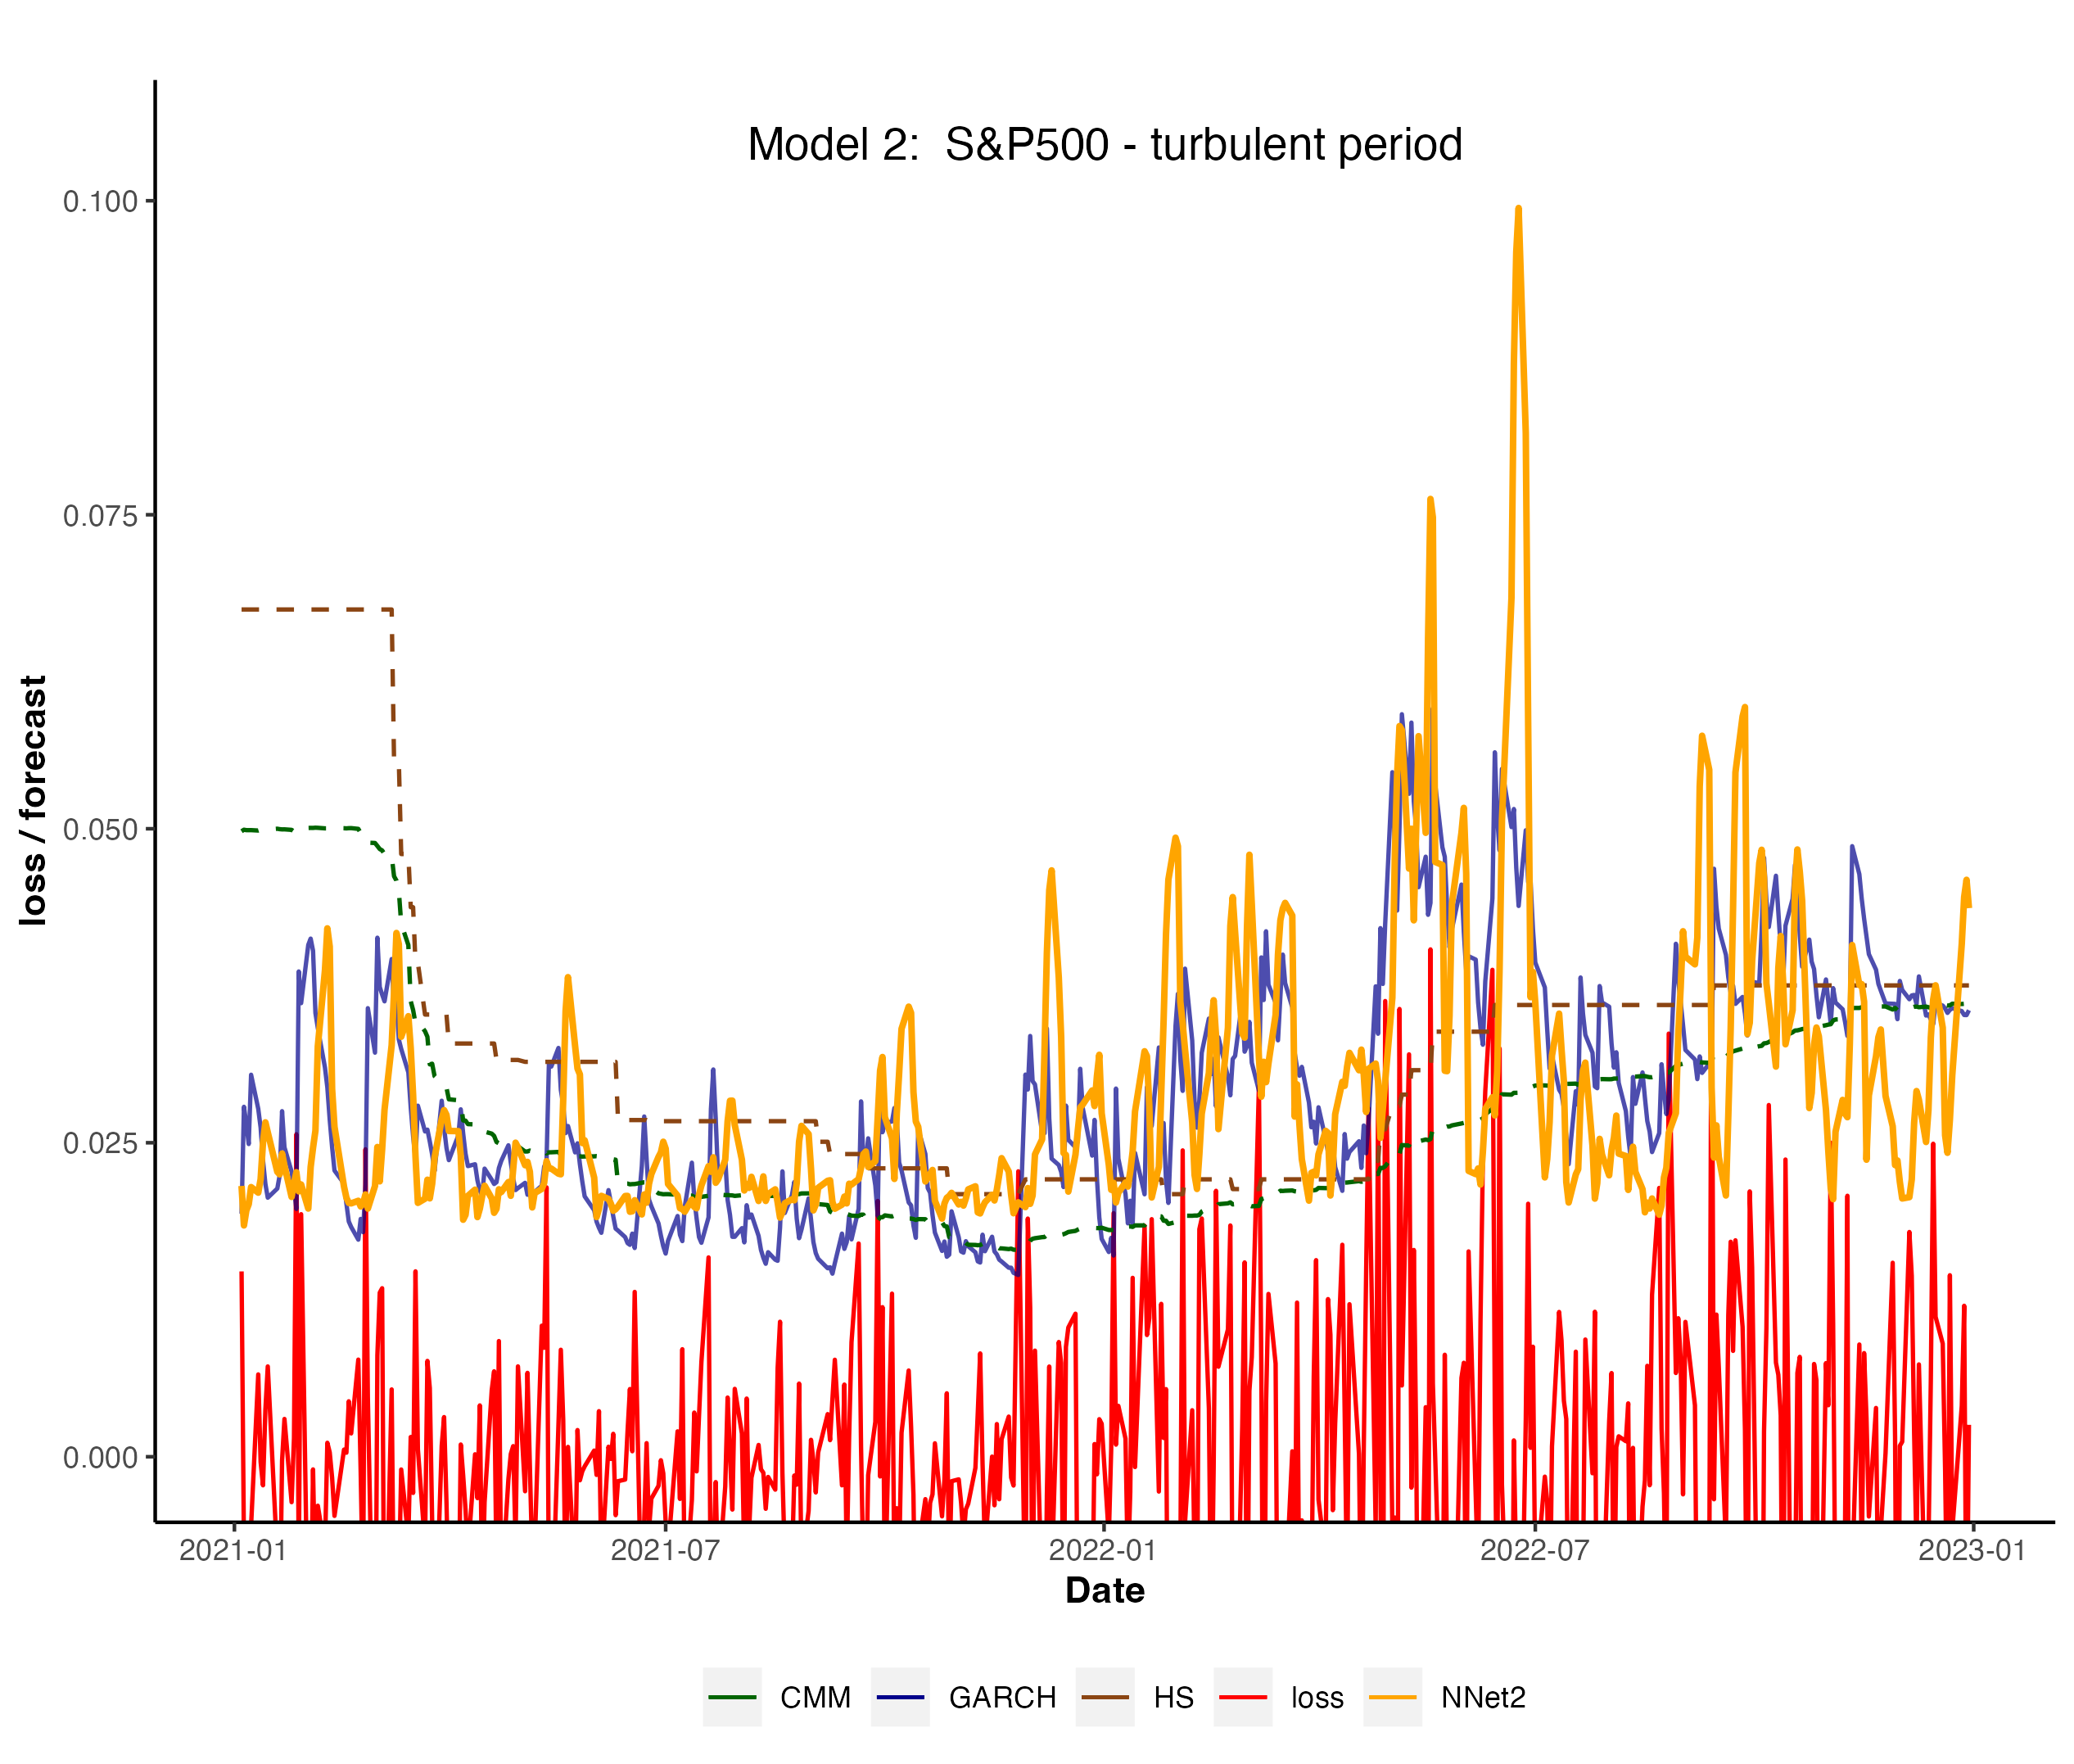 Model 2:  S&P500 - turbulent period
loss / forecast
0.100
0.075
0.050
0.025
0.000
2021-01 2021-07 2022-01 2022-07 2023-01
Date
CMM GARCH HS loss NNet2